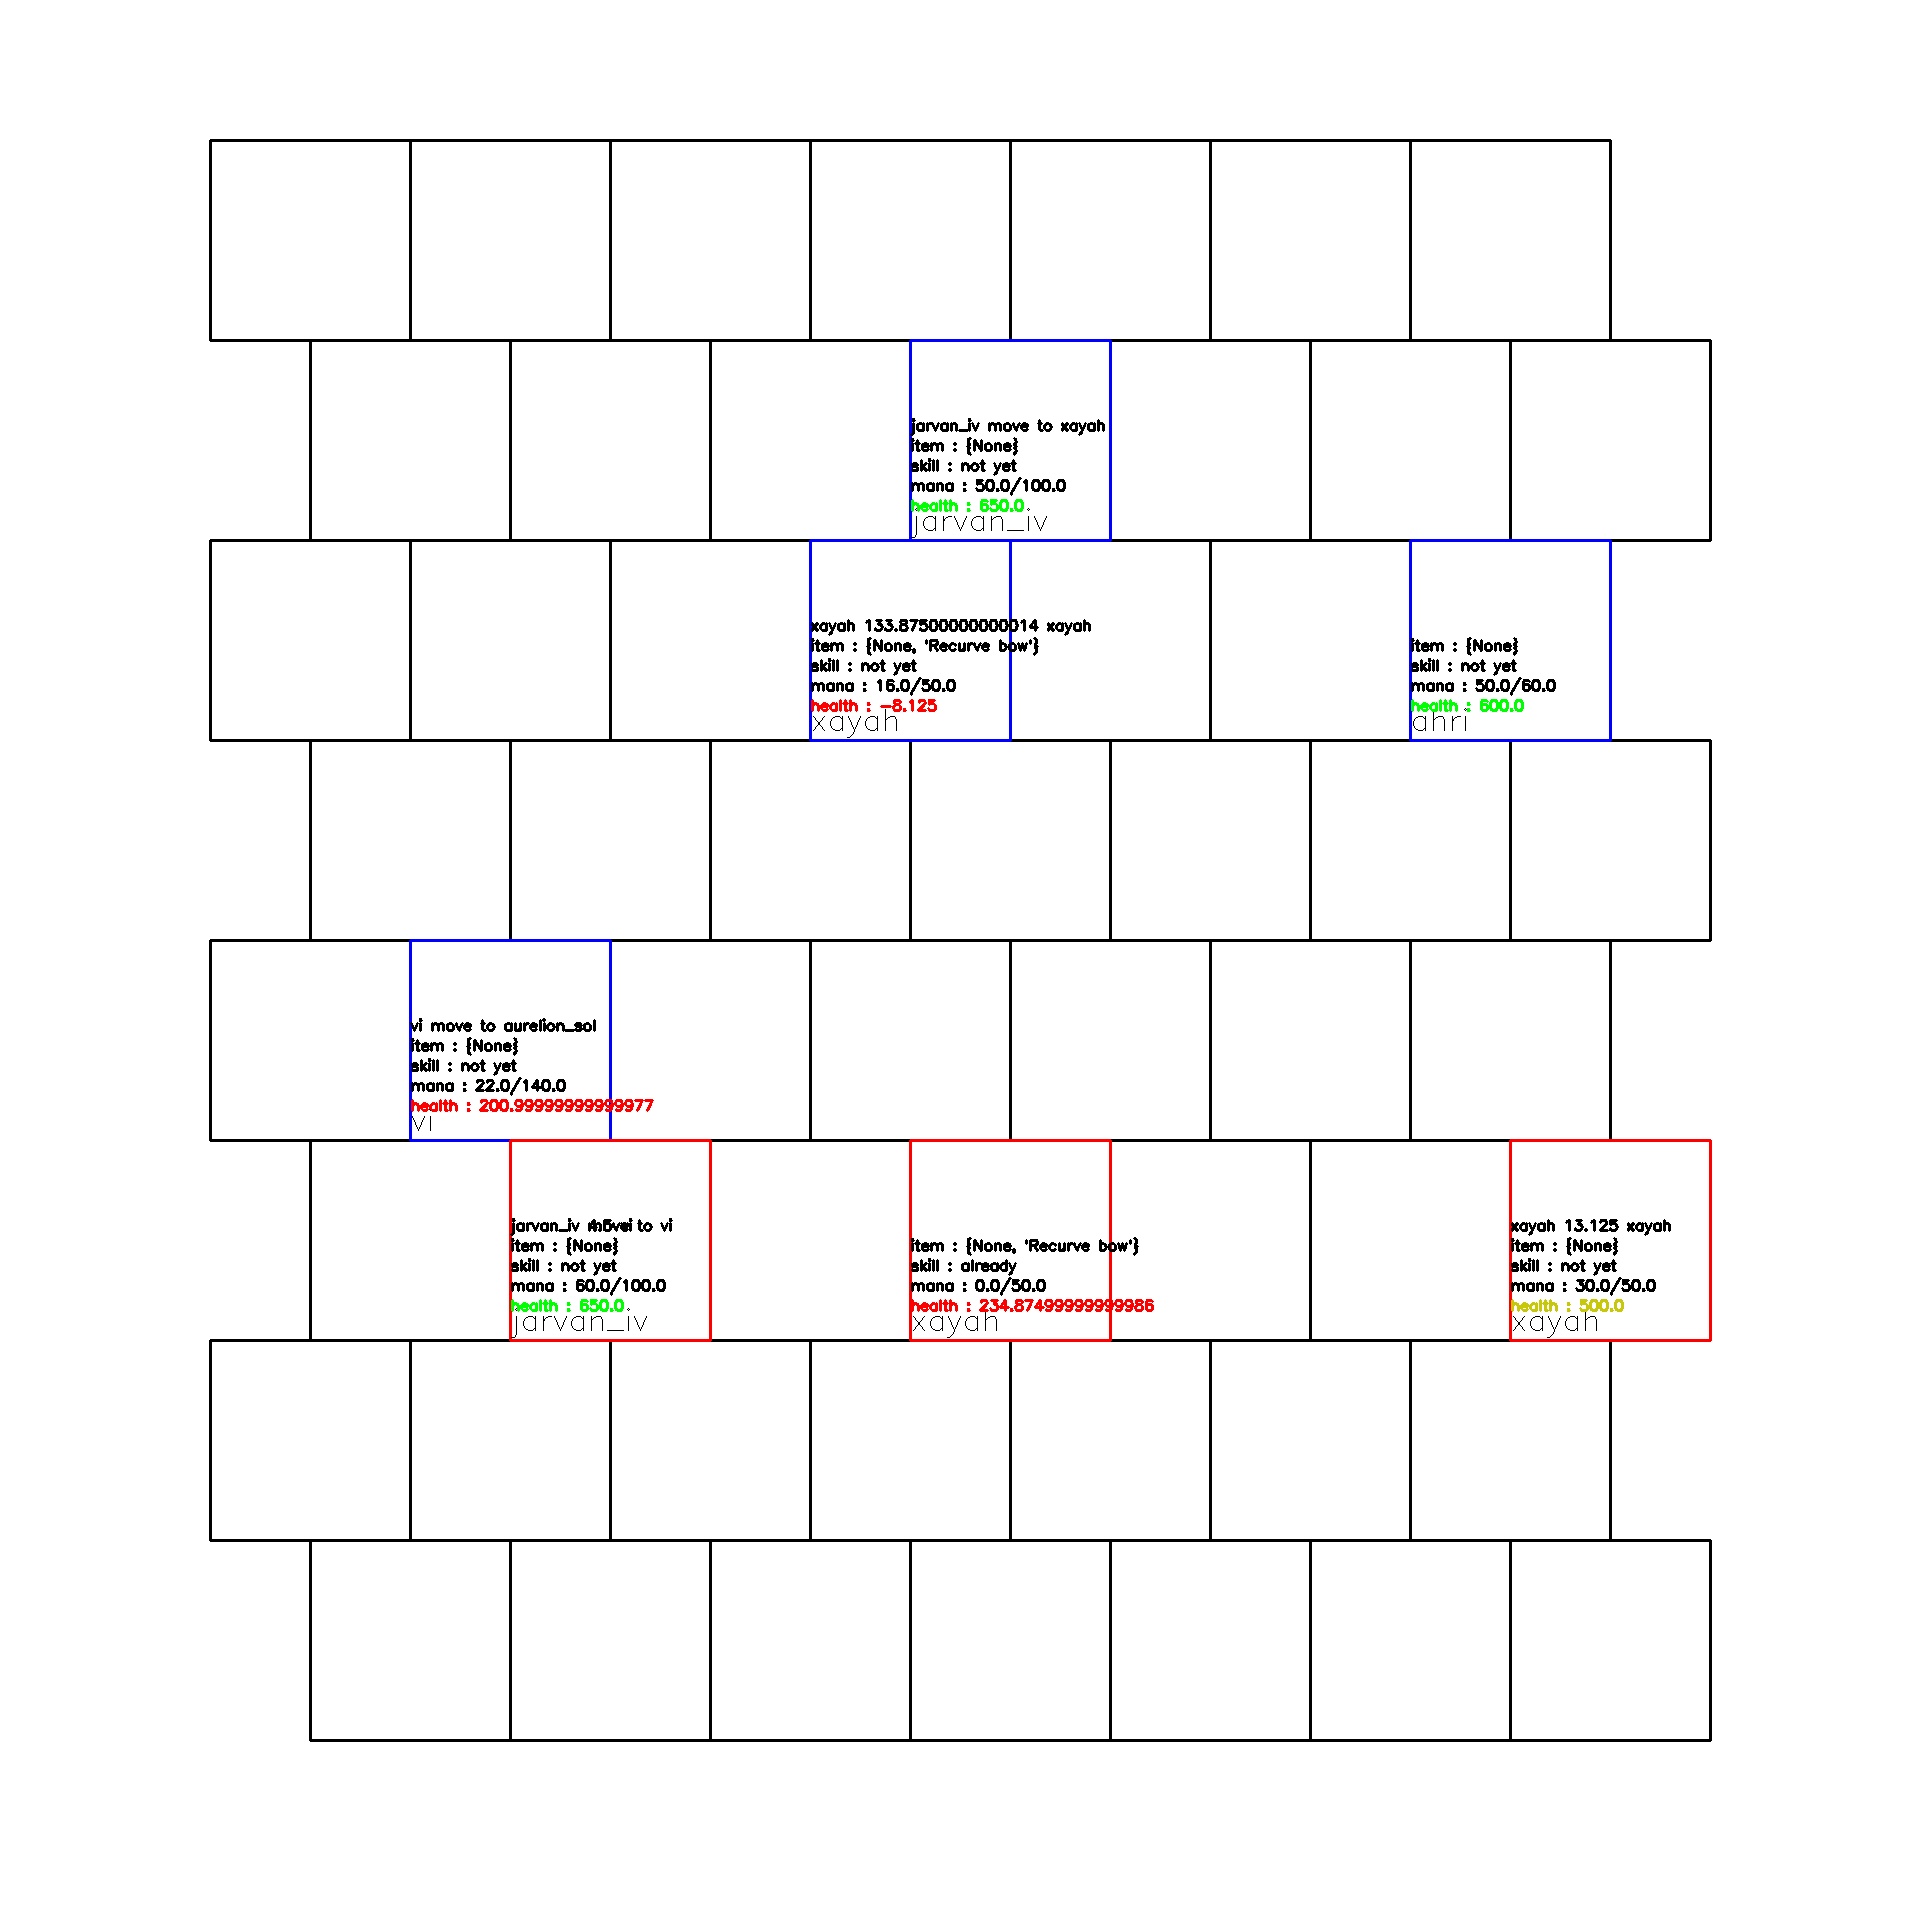 jarvan_iv move to xayah
item : {None}
skill : not yet
mana : 50.0/100.0
health : 650.0
jarvan_iv
xayah 133.87500000000014 xayah
item : {None, 'Recurve bow'}
skill : not yet
mana : 16.0/50.0
health : -8.125
xayah
item : {None}
skill : not yet
mana : 50.0/60.0
health : 600.0
ahri
vi move to aurelion_sol
item : {None}
skill : not yet
mana : 22.0/140.0
health : 200.99999999999977
vi
jarvan_iv move to vi
item : {None}
skill : not yet
mana : 60.0/100.0
health : 650.0
jarvan_iv
item : {None, 'Recurve bow'}
skill : already
mana : 0.0/50.0
health : 234.87499999999986
xayah
xayah 13.125 xayah
item : {None}
skill : not yet
mana : 30.0/50.0
health : 500.0
xayah